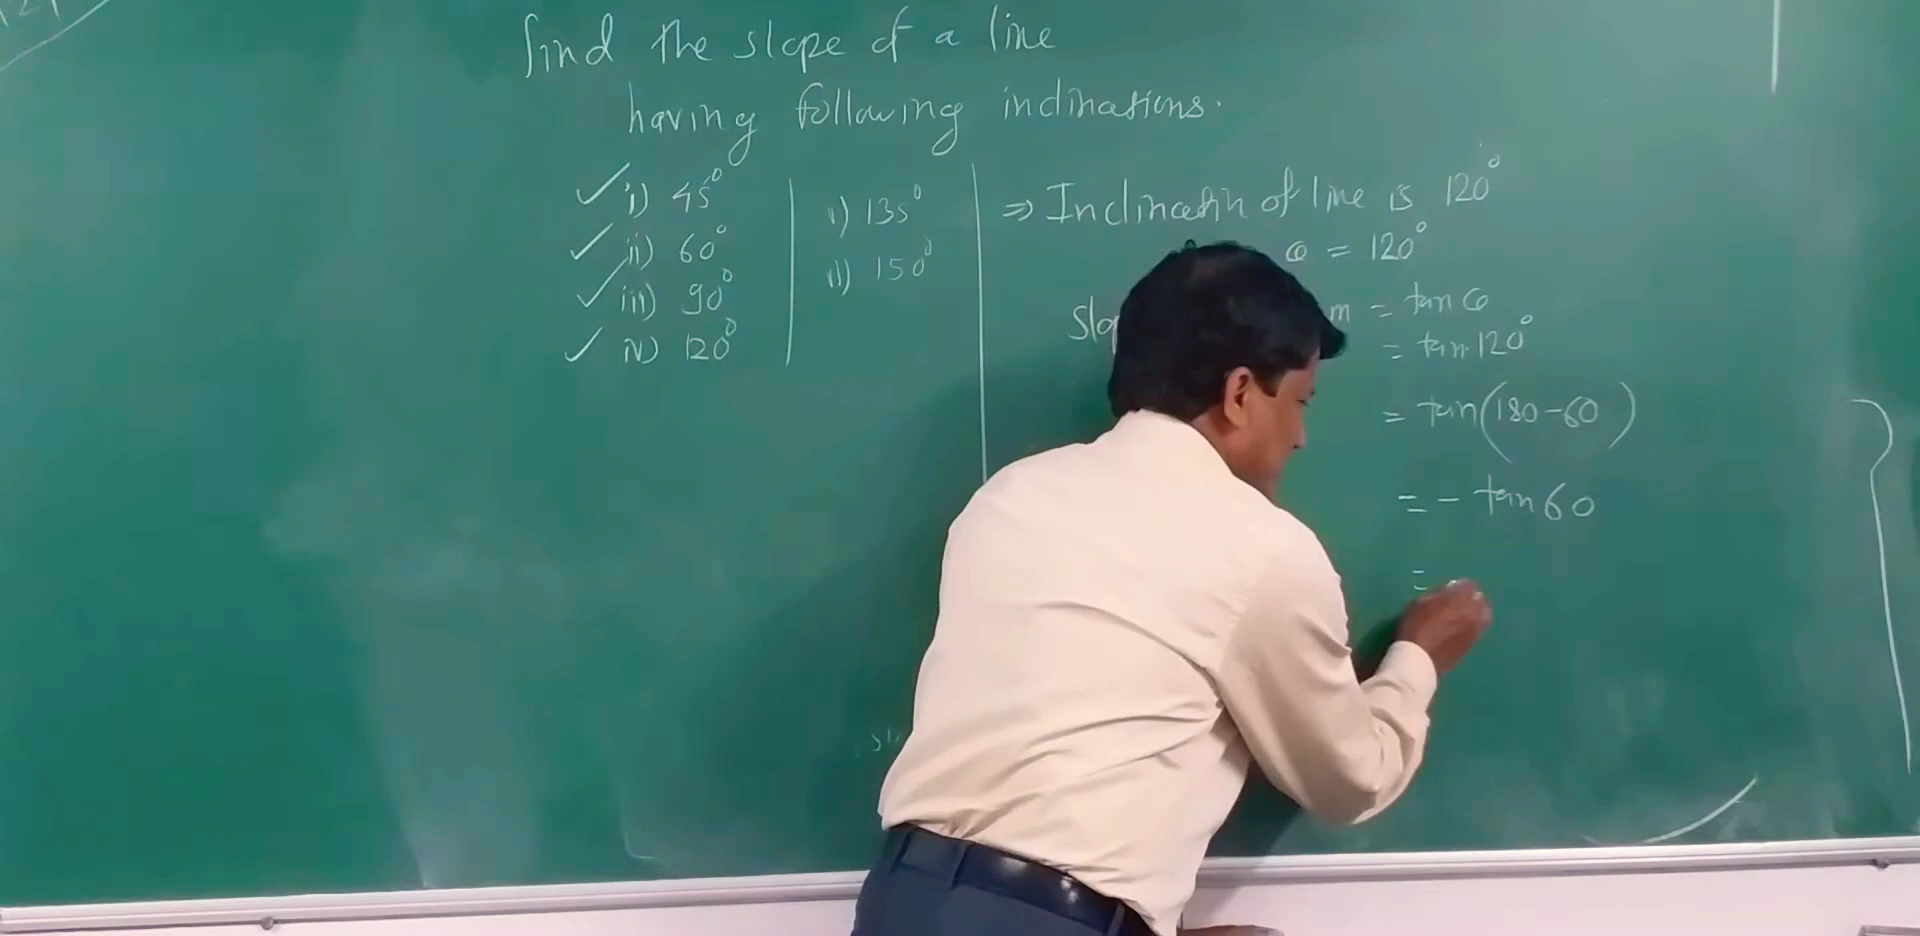 find the slope of a line
having following inclinations.
i) 45°
ii) 60°
iii) 90°
iv) 120°
v) 135°
150°
⇒ Inclination of line is 120°
θ = 120°
m = tan θ
= tan 120°
= tan(180-60)
= - tan 60
=